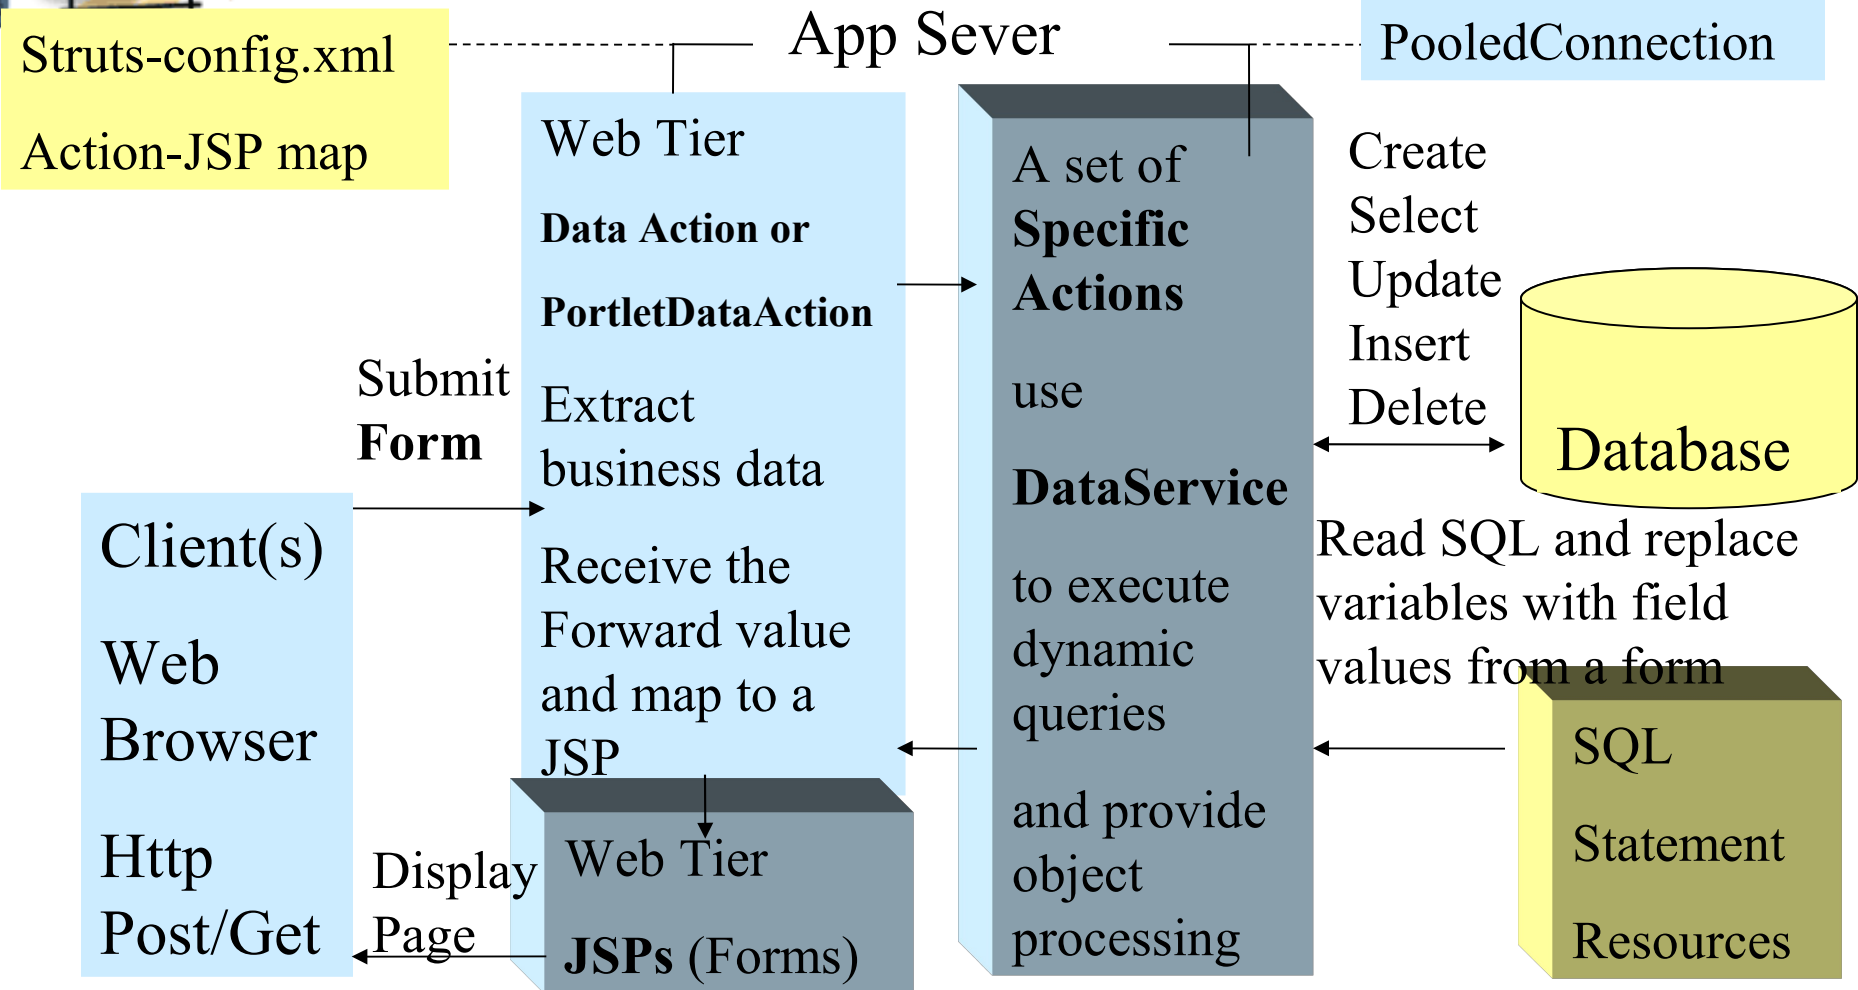 Struts-config.xml
Action-JSP map
App Sever
PooledConnection
Web Tier
Data Action or
PortletDataAction
Extract
business data
Receive the
Forward value
and map to a
JSP
A set of
Specific
Actions
use
DataService
to execute
dynamic
queries
and provide
object
processing
Create
Select
Update
Insert
Delete
Database
Submit
Form
Client(s)
Web
Browser
Http
Post/Get
Display
Page
Web Tier
JSPs (Forms)
Read SQL and replace
variables with field
values from a form
SQL
Statement
Resources